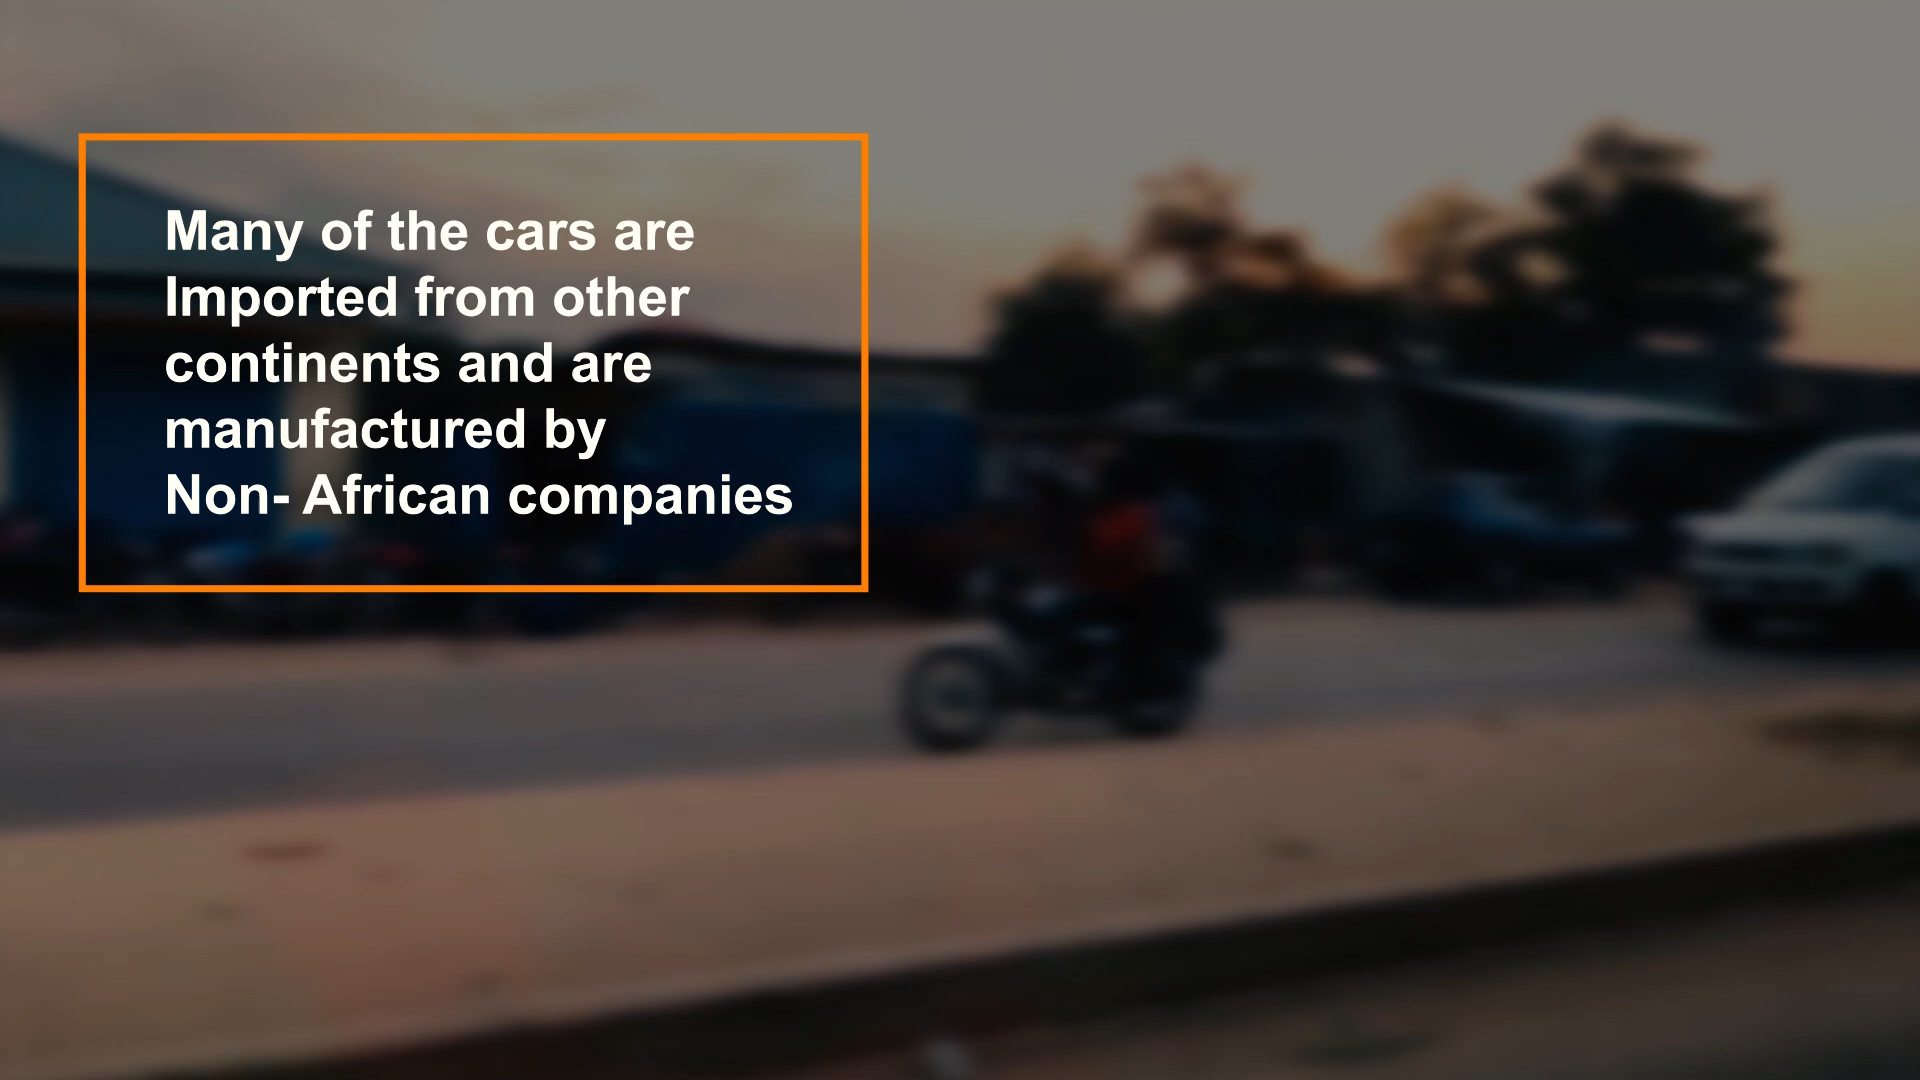 Many of the cars are
Imported from other
continents and are
manufactured by
Non- African companies